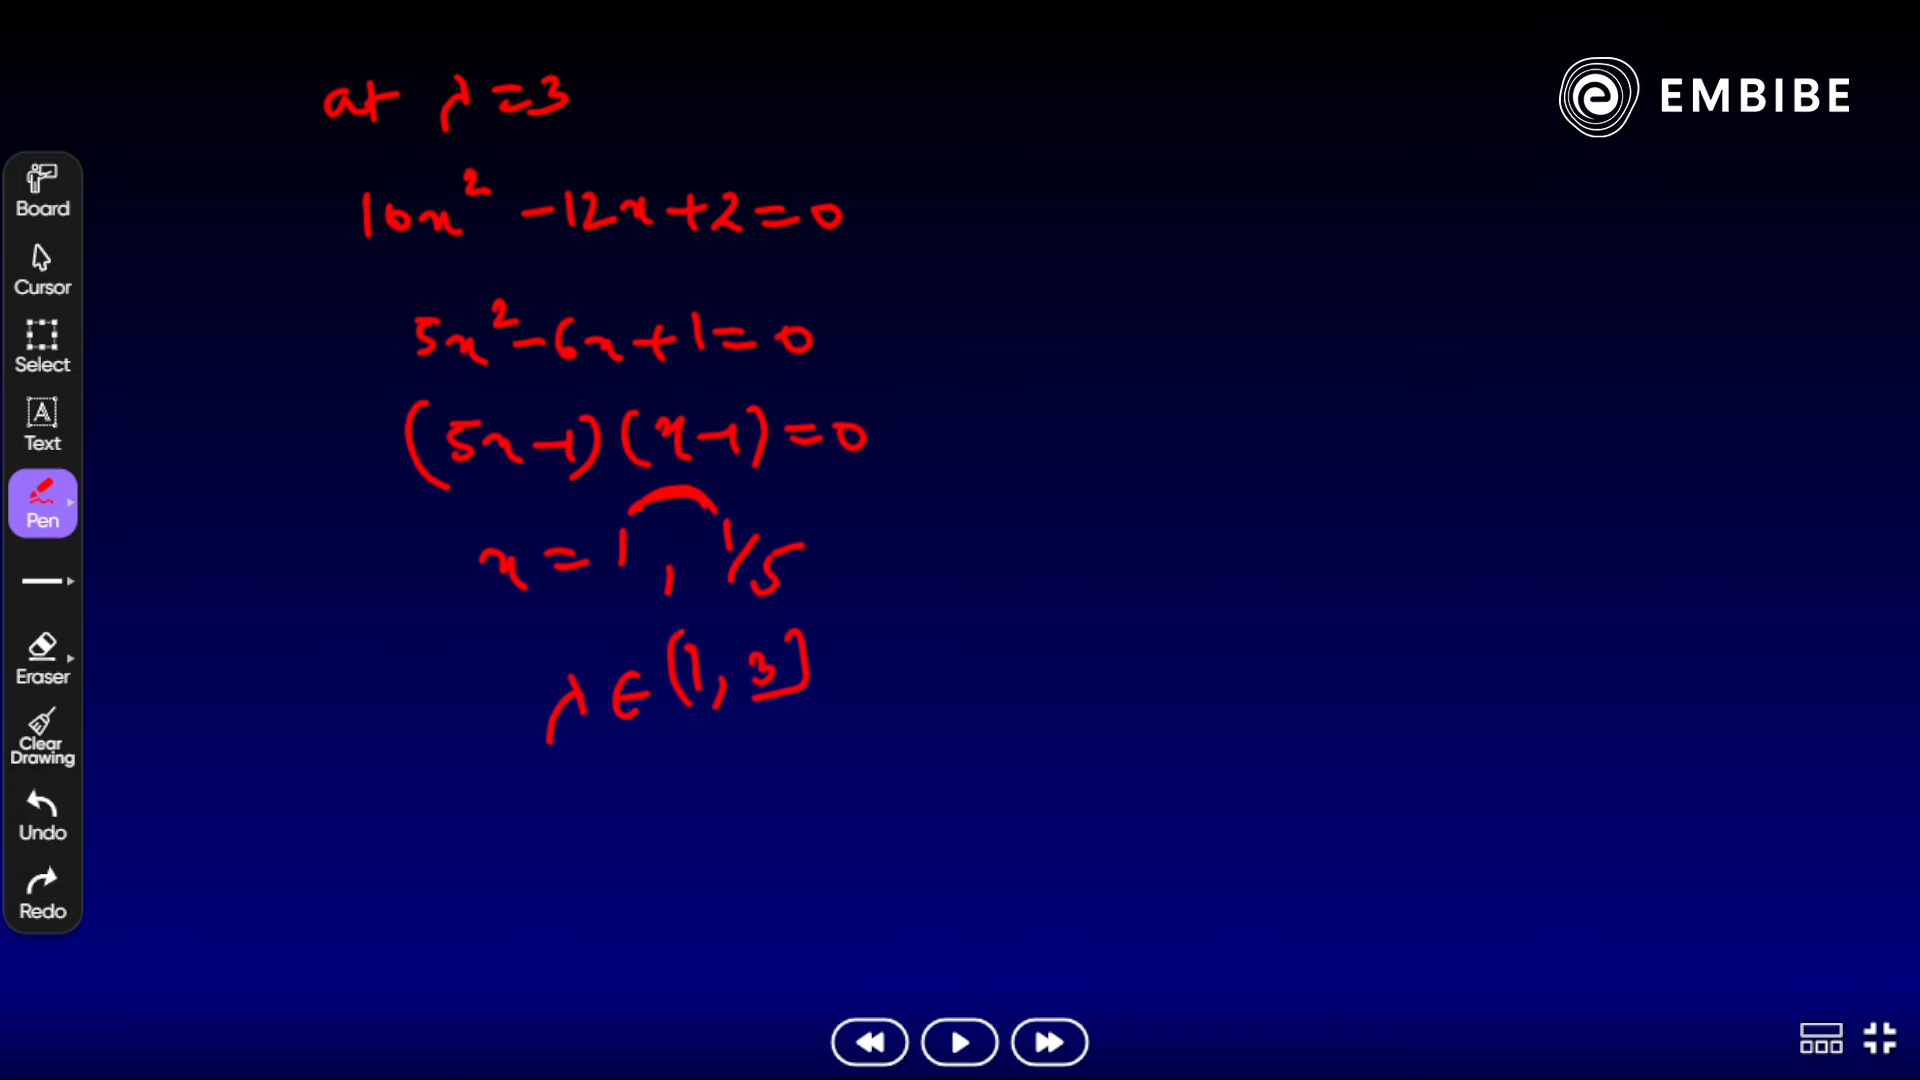 EMBIBE
at λ = 3
10x² - 12x + 2 = 0
5x² - 6x + 1 = 0
(5x - 1) (x - 1) = 0
x = 1, 1/5
λ ∈ (1, 3]
Board
Cursor
Select
Text
Pen
Eraser
Clear
Drawing
Undo
Redo